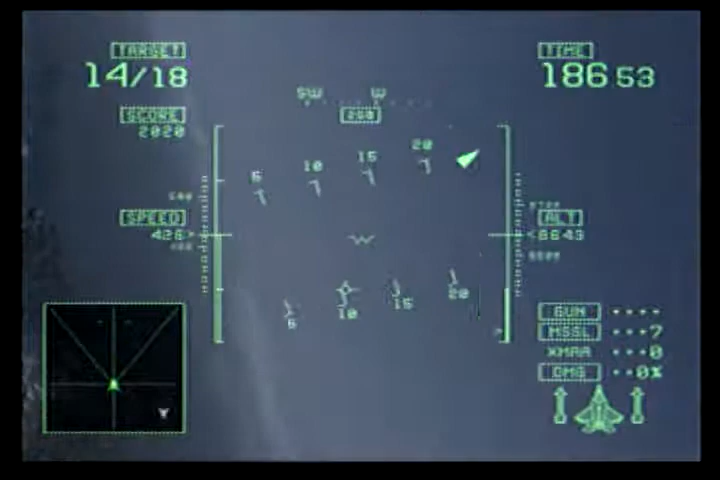 TARGET
14/18
TIME
186 53
SCORE
2020
SW W
260
5 10 15 20
SPEED
426
ALT
<8643
5 10 15 20
GUN
MSSL 7
XMAA 0
DMG 0%